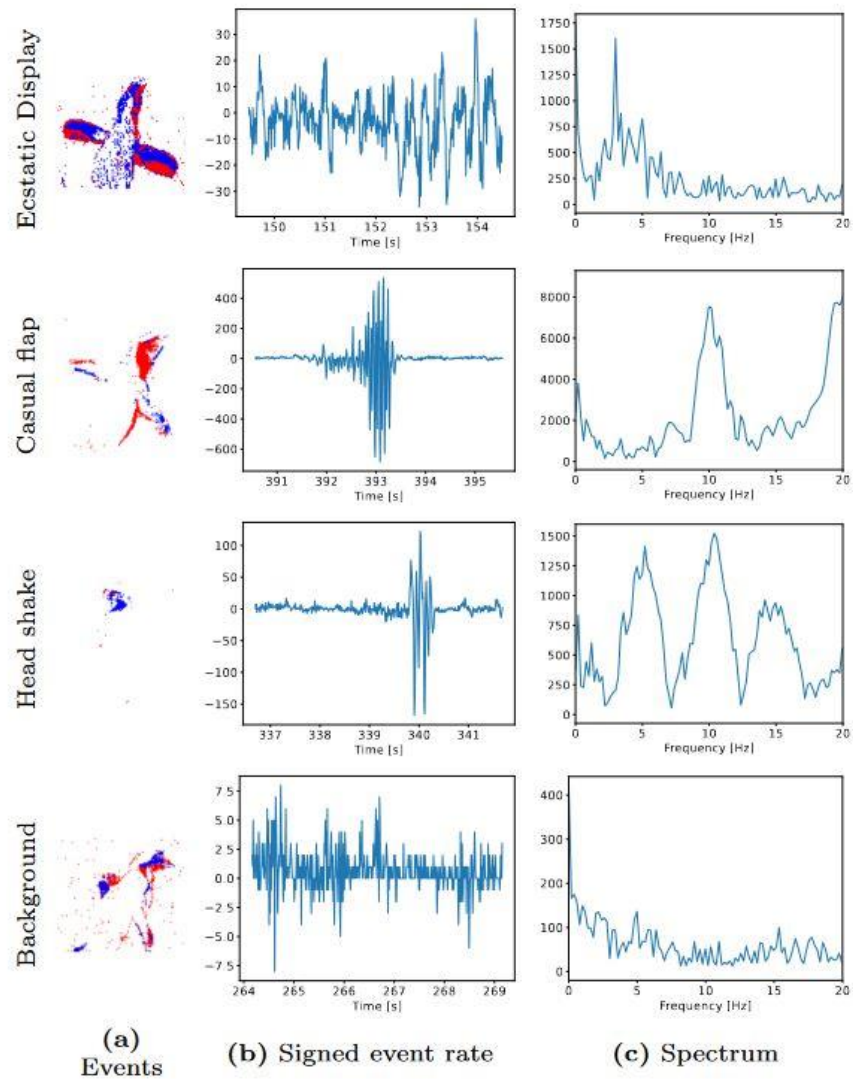 Ecstatic Display
30
20
10
0
−10
−20
−30
150 151 152 153 154
Time [s]
1750
1500
1250
1000
750
500
250
0
0 5 10 15 20
Frequency [Hz]
Casual flap
400
200
0
−200
−400
−600
391 392 393 394 395
Time [s]
8000
6000
4000
2000
0
0 5 10 15 20
Frequency [Hz]
Head shake
100
50
0
−50
−100
−150
337 338 339 340 341
Time [s]
1500
1250
1000
750
500
250
0
0 5 10 15 20
Frequency [Hz]
Background
7.5
5.0
2.5
0.0
−2.5
−5.0
−7.5
264 265 266 267 268 269
Time [s]
400
300
200
100
0
0 5 10 15 20
Frequency [Hz]
(a)
Events
(b) Signed event rate
(c) Spectrum